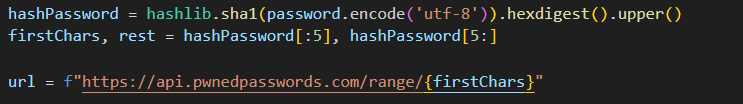 hashPassword = hashlib.sha1(password.encode('utf-8')).hexdigest().upper()
firstChars, rest = hashPassword[:5], hashPassword[5:]
url = f"https://api.pwnedpasswords.com/range/{firstChars}"